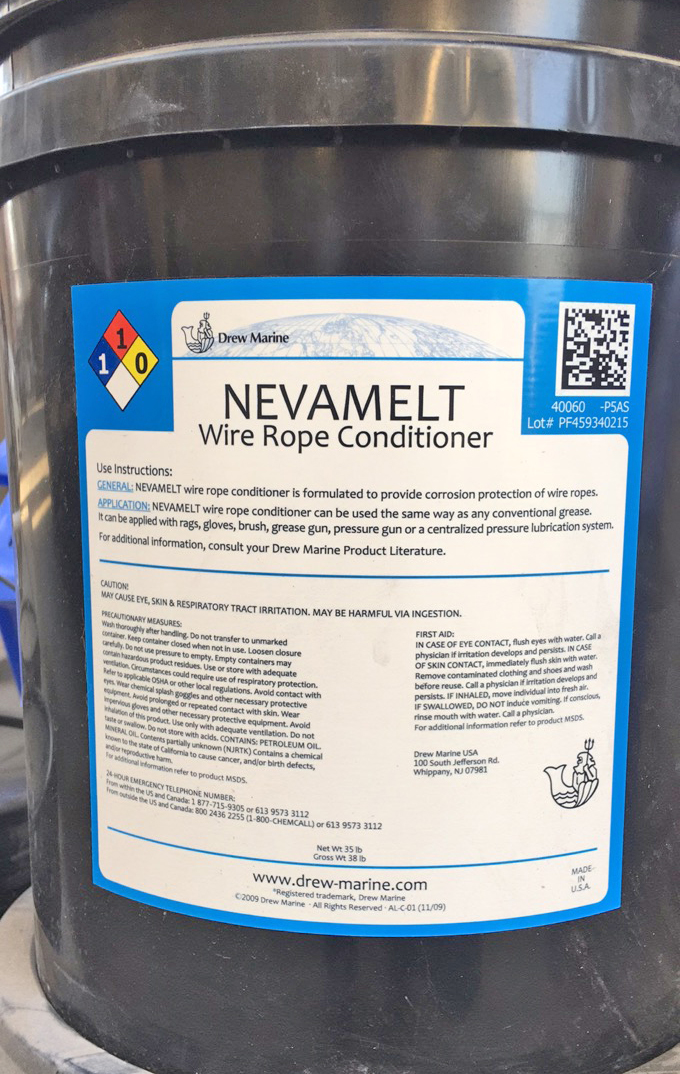 1
1
0
Drew Marine
40060 -P5AS
Lot# PF459340215
NEVAMELT
Wire Rope Conditioner
Use Instructions:
GENERAL: NEVAMELT wire rope conditioner is formulated to provide corrosion protection of wire ropes.
APPLICATION: NEVAMELT wire rope conditioner can be used the same way as any conventional grease.
It can be applied with rags, gloves, brush, grease gun, pressure gun or a centralized pressure lubrication system.
For additional information, consult your Drew Marine Product Literature.
CAUTION!
MAY CAUSE EYE, SKIN & RESPIRATORY TRACT IRRITATION. MAY BE HARMFUL VIA INGESTION.
PRECAUTIONARY MEASURES:
Wash thoroughly after handling. Do not transfer to unmarked
container. Keep container closed when not in use. Loosen closure
carefully. Do not use pressure to empty. Empty containers may
contain hazardous product residues. Use or store with adequate
ventilation. Circumstances could require use of respiratory protection.
Refer to applicable OSHA or other local regulations. Avoid contact with
eyes. Wear chemical splash goggles and other necessary protective
equipment. Avoid prolonged or repeated contact with skin. Wear
impervious gloves and other necessary protective equipment. Avoid
inhalation of this product. Use only with adequate ventilation. Do not
taste or swallow. Do not store with acids. CONTAINS: PETROLEUM OIL.
MINERAL OIL. Contents partially unknown (NJRTK) Contains a chemical
known to the state of California to cause cancer, and/or birth defects,
and/or reproductive harm.
For additional information refer to product MSDS.
24-HOUR EMERGENCY TELEPHONE NUMBER:
From within the US and Canada: 1 877-715-9305 or 613 9573 3112
From outside the US and Canada: 800 2436 2255 (1-800-CHEMCALL) or 613 9573 3112
FIRST AID:
IN CASE OF EYE CONTACT, flush eyes with water. Call a
physician if irritation develops and persists. IN CASE
OF SKIN CONTACT, immediately flush skin with water.
Remove contaminated clothing and shoes and wash
before reuse. Call a physician if irritation develops and
persists. IF INHALED, move individual into fresh air.
IF SWALLOWED, DO NOT induce vomiting. If conscious,
rinse mouth with water. Call a physician.
For additional information refer to product MSDS.
Drew Marine USA
100 South Jefferson Rd.
Whippany, NJ 07981
Net Wt 35 lb
Gross Wt 38 lb
www.drew-marine.com
*Registered trademark, Drew Marine
©2009 Drew Marine · All Rights Reserved · AL-C-01 (11/09)
MADE
IN
U.S.A.